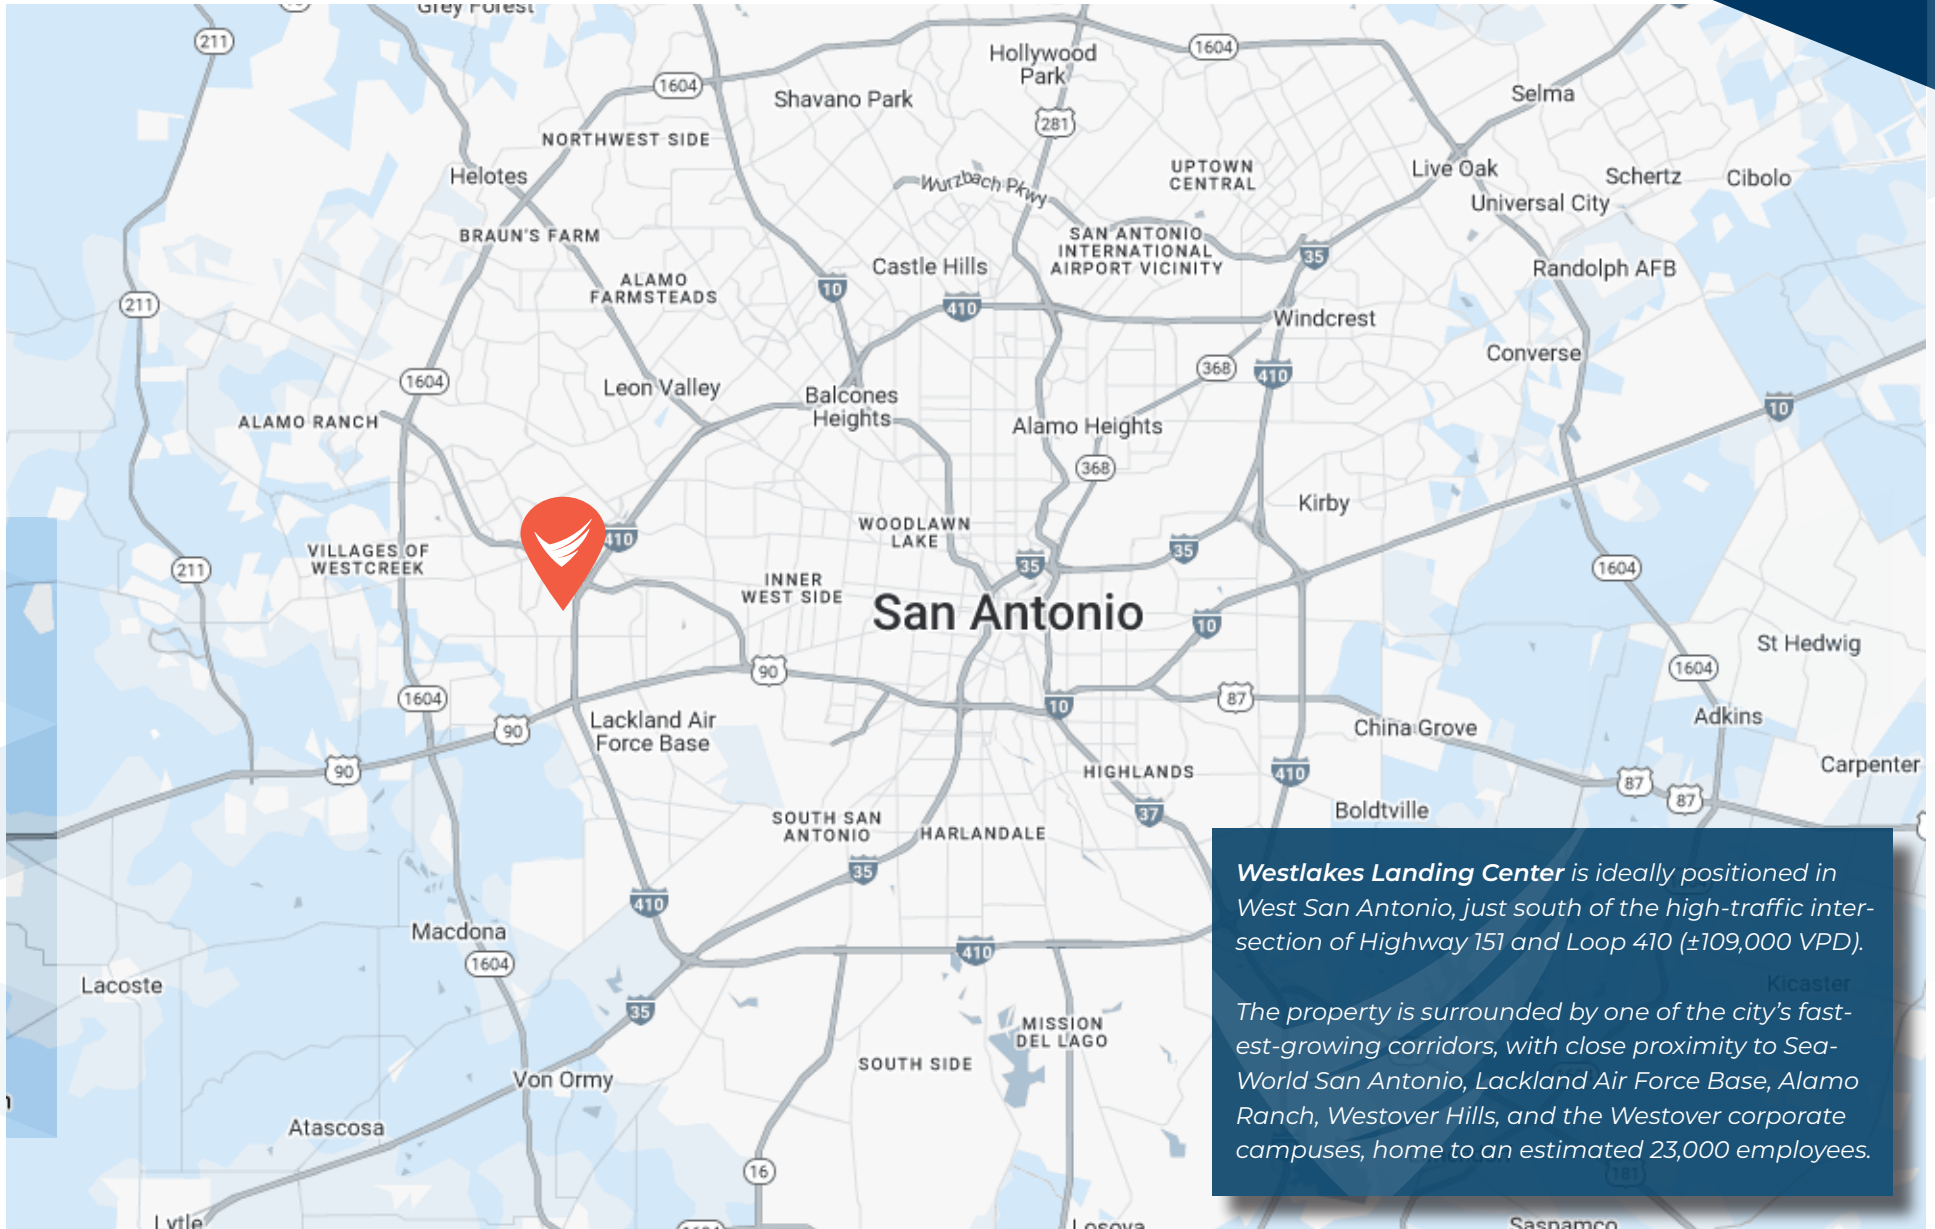 Grey Forest
211
1604
Hollywood
Park
1604
Shavano Park
Selma
281
NORTHWEST SIDE
Helotes
Wurzbach Pkwy
UPTOWN
CENTRAL
Live Oak
Schertz
Cibolo
Universal City
BRAUN'S FARM
SAN ANTONIO
INTERNATIONAL
AIRPORT VICINITY
35
Castle Hills
Randolph AFB
ALAMO
FARMSTEADS
10
211
410
Windcrest
Converse
1604
Leon Valley
368
410
Balcones
Heights
10
ALAMO RANCH
Alamo Heights
368
Kirby
WOODLAWN
LAKE
410
VILLAGES OF
WESTCREEK
211
35
35
1604
INNER
WEST SIDE
San Antonio
10
St Hedwig
1604
90
1604
87
10
Adkins
Lackland Air
Force Base
90
China Grove
90
HIGHLANDS
410
Carpenter
87
87
37
Boldtville
SOUTH SAN
ANTONIO
HARLANDALE
35
410
Macdona
1604
410
Lacoste
35
MISSION
DEL LAGO
SOUTH SIDE
Von Ormy
Atascosa
16
Lytle
1604
Losoya
Saspamco
Kicaster
181
Westlakes Landing Center is ideally positioned in
West San Antonio, just south of the high-traffic inter-
section of Highway 151 and Loop 410 (±109,000 VPD).
The property is surrounded by one of the city's fast-
est-growing corridors, with close proximity to Sea-
World San Antonio, Lackland Air Force Base, Alamo
Ranch, Westover Hills, and the Westover corporate
campuses, home to an estimated 23,000 employees.